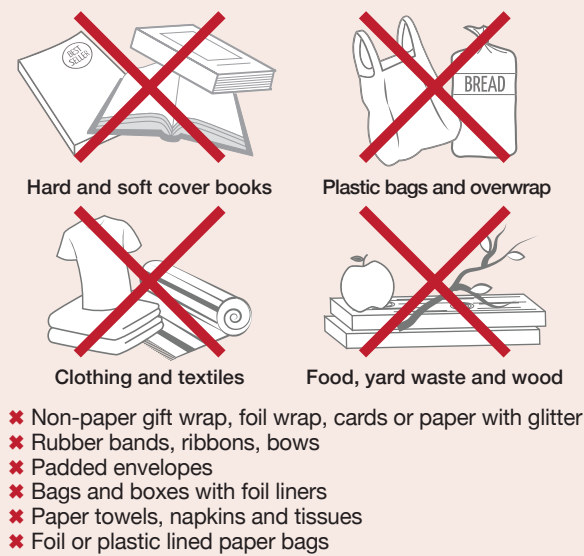 BEST
SELLER
BREAD
Hard and soft cover books
Plastic bags and overwrap
Clothing and textiles
Food, yard waste and wood
✖ Non-paper gift wrap, foil wrap, cards or paper with glitter
✖ Rubber bands, ribbons, bows
✖ Padded envelopes
✖ Bags and boxes with foil liners
✖ Paper towels, napkins and tissues
✖ Foil or plastic lined paper bags